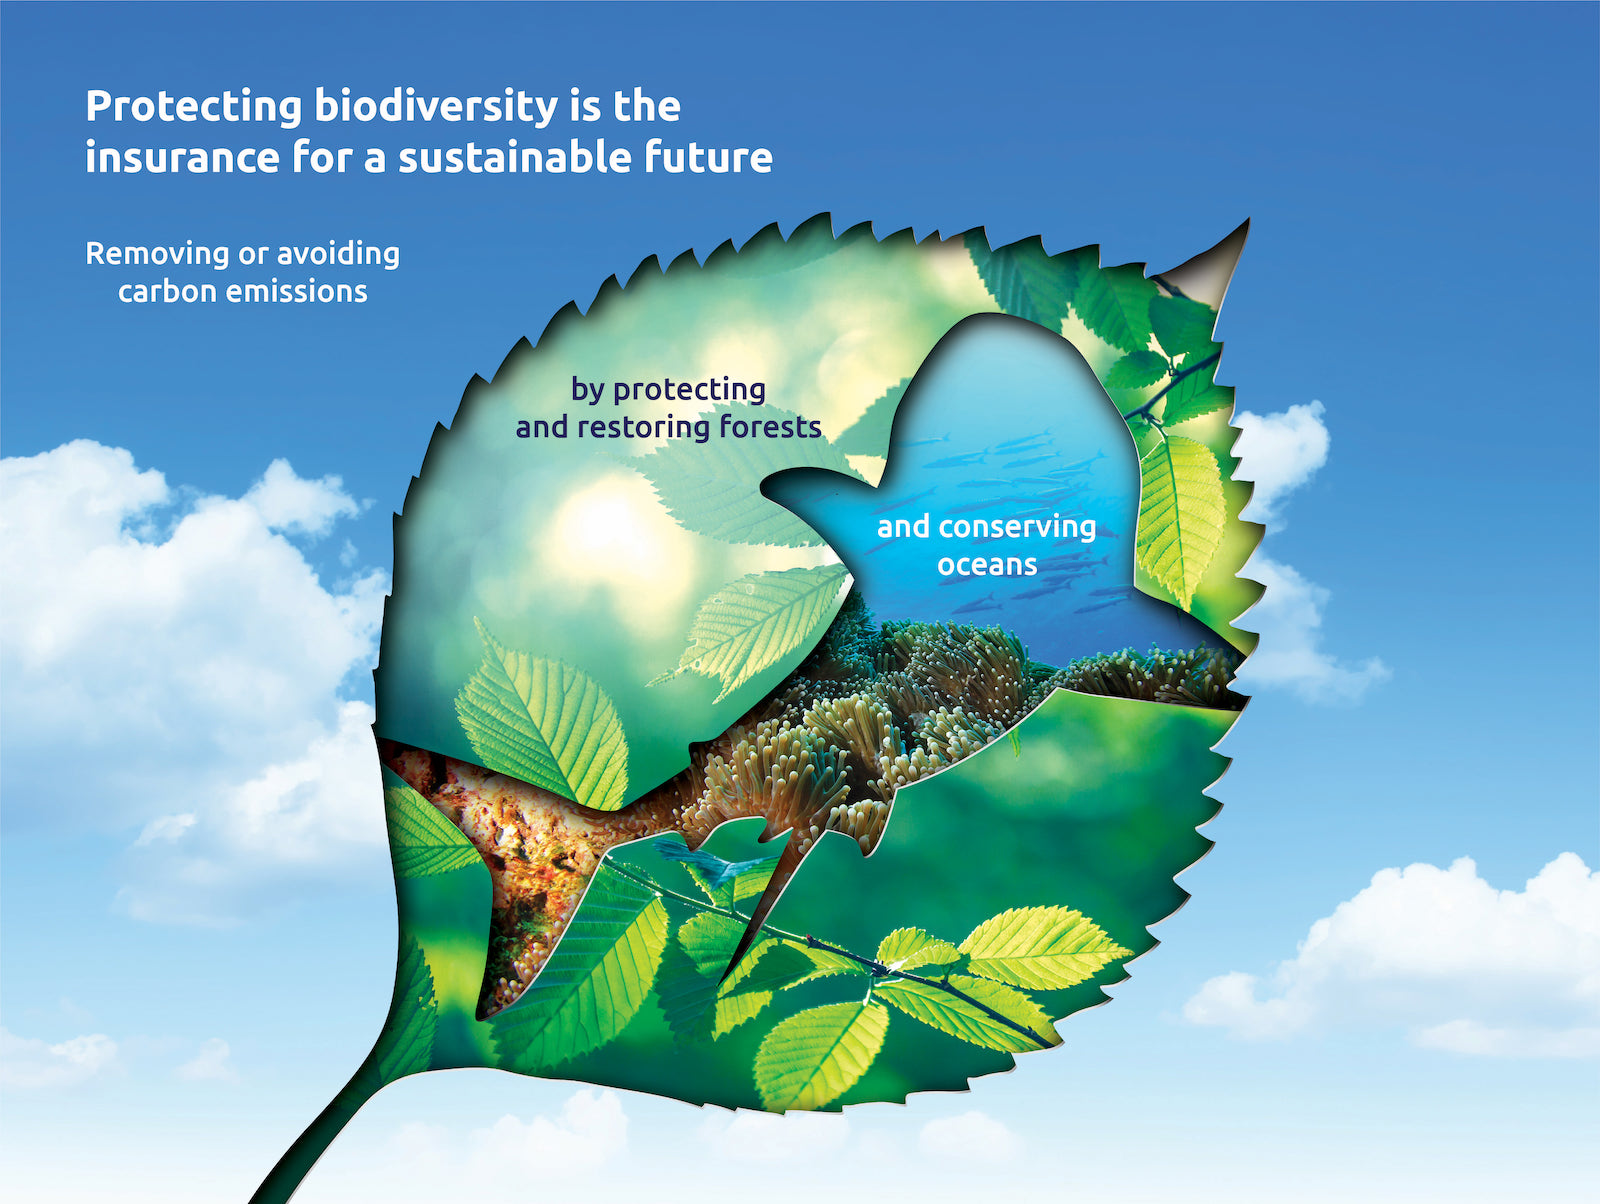 Protecting biodiversity is the
insurance for a sustainable future
Removing or avoiding
carbon emissions
by protecting
and restoring forests
and conserving
oceans